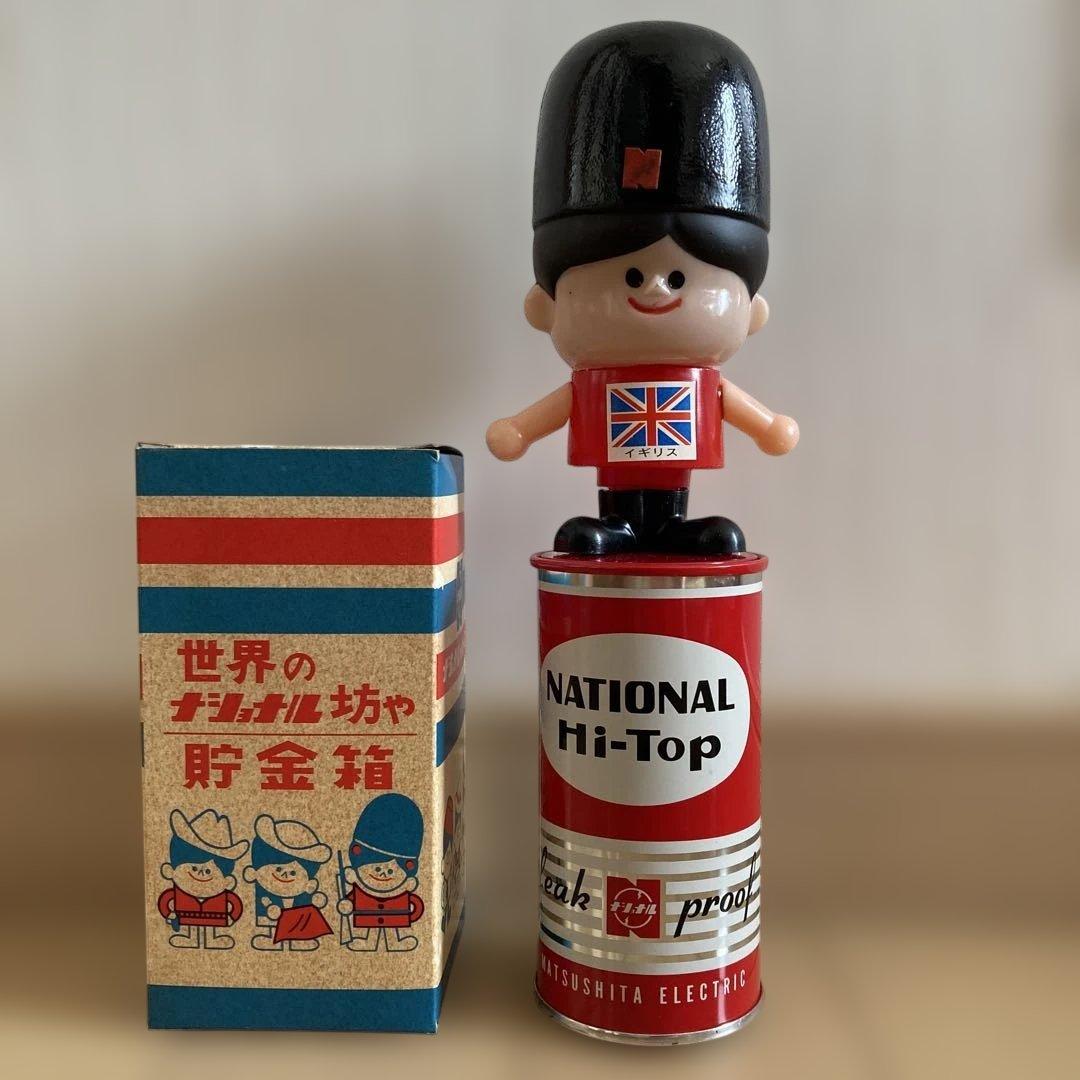 世界の
ナショナル坊や
貯金箱
N
イギリス
NATIONAL
Hi-Top
leak proof
ナショナル
MATSUSHITA ELECTRIC